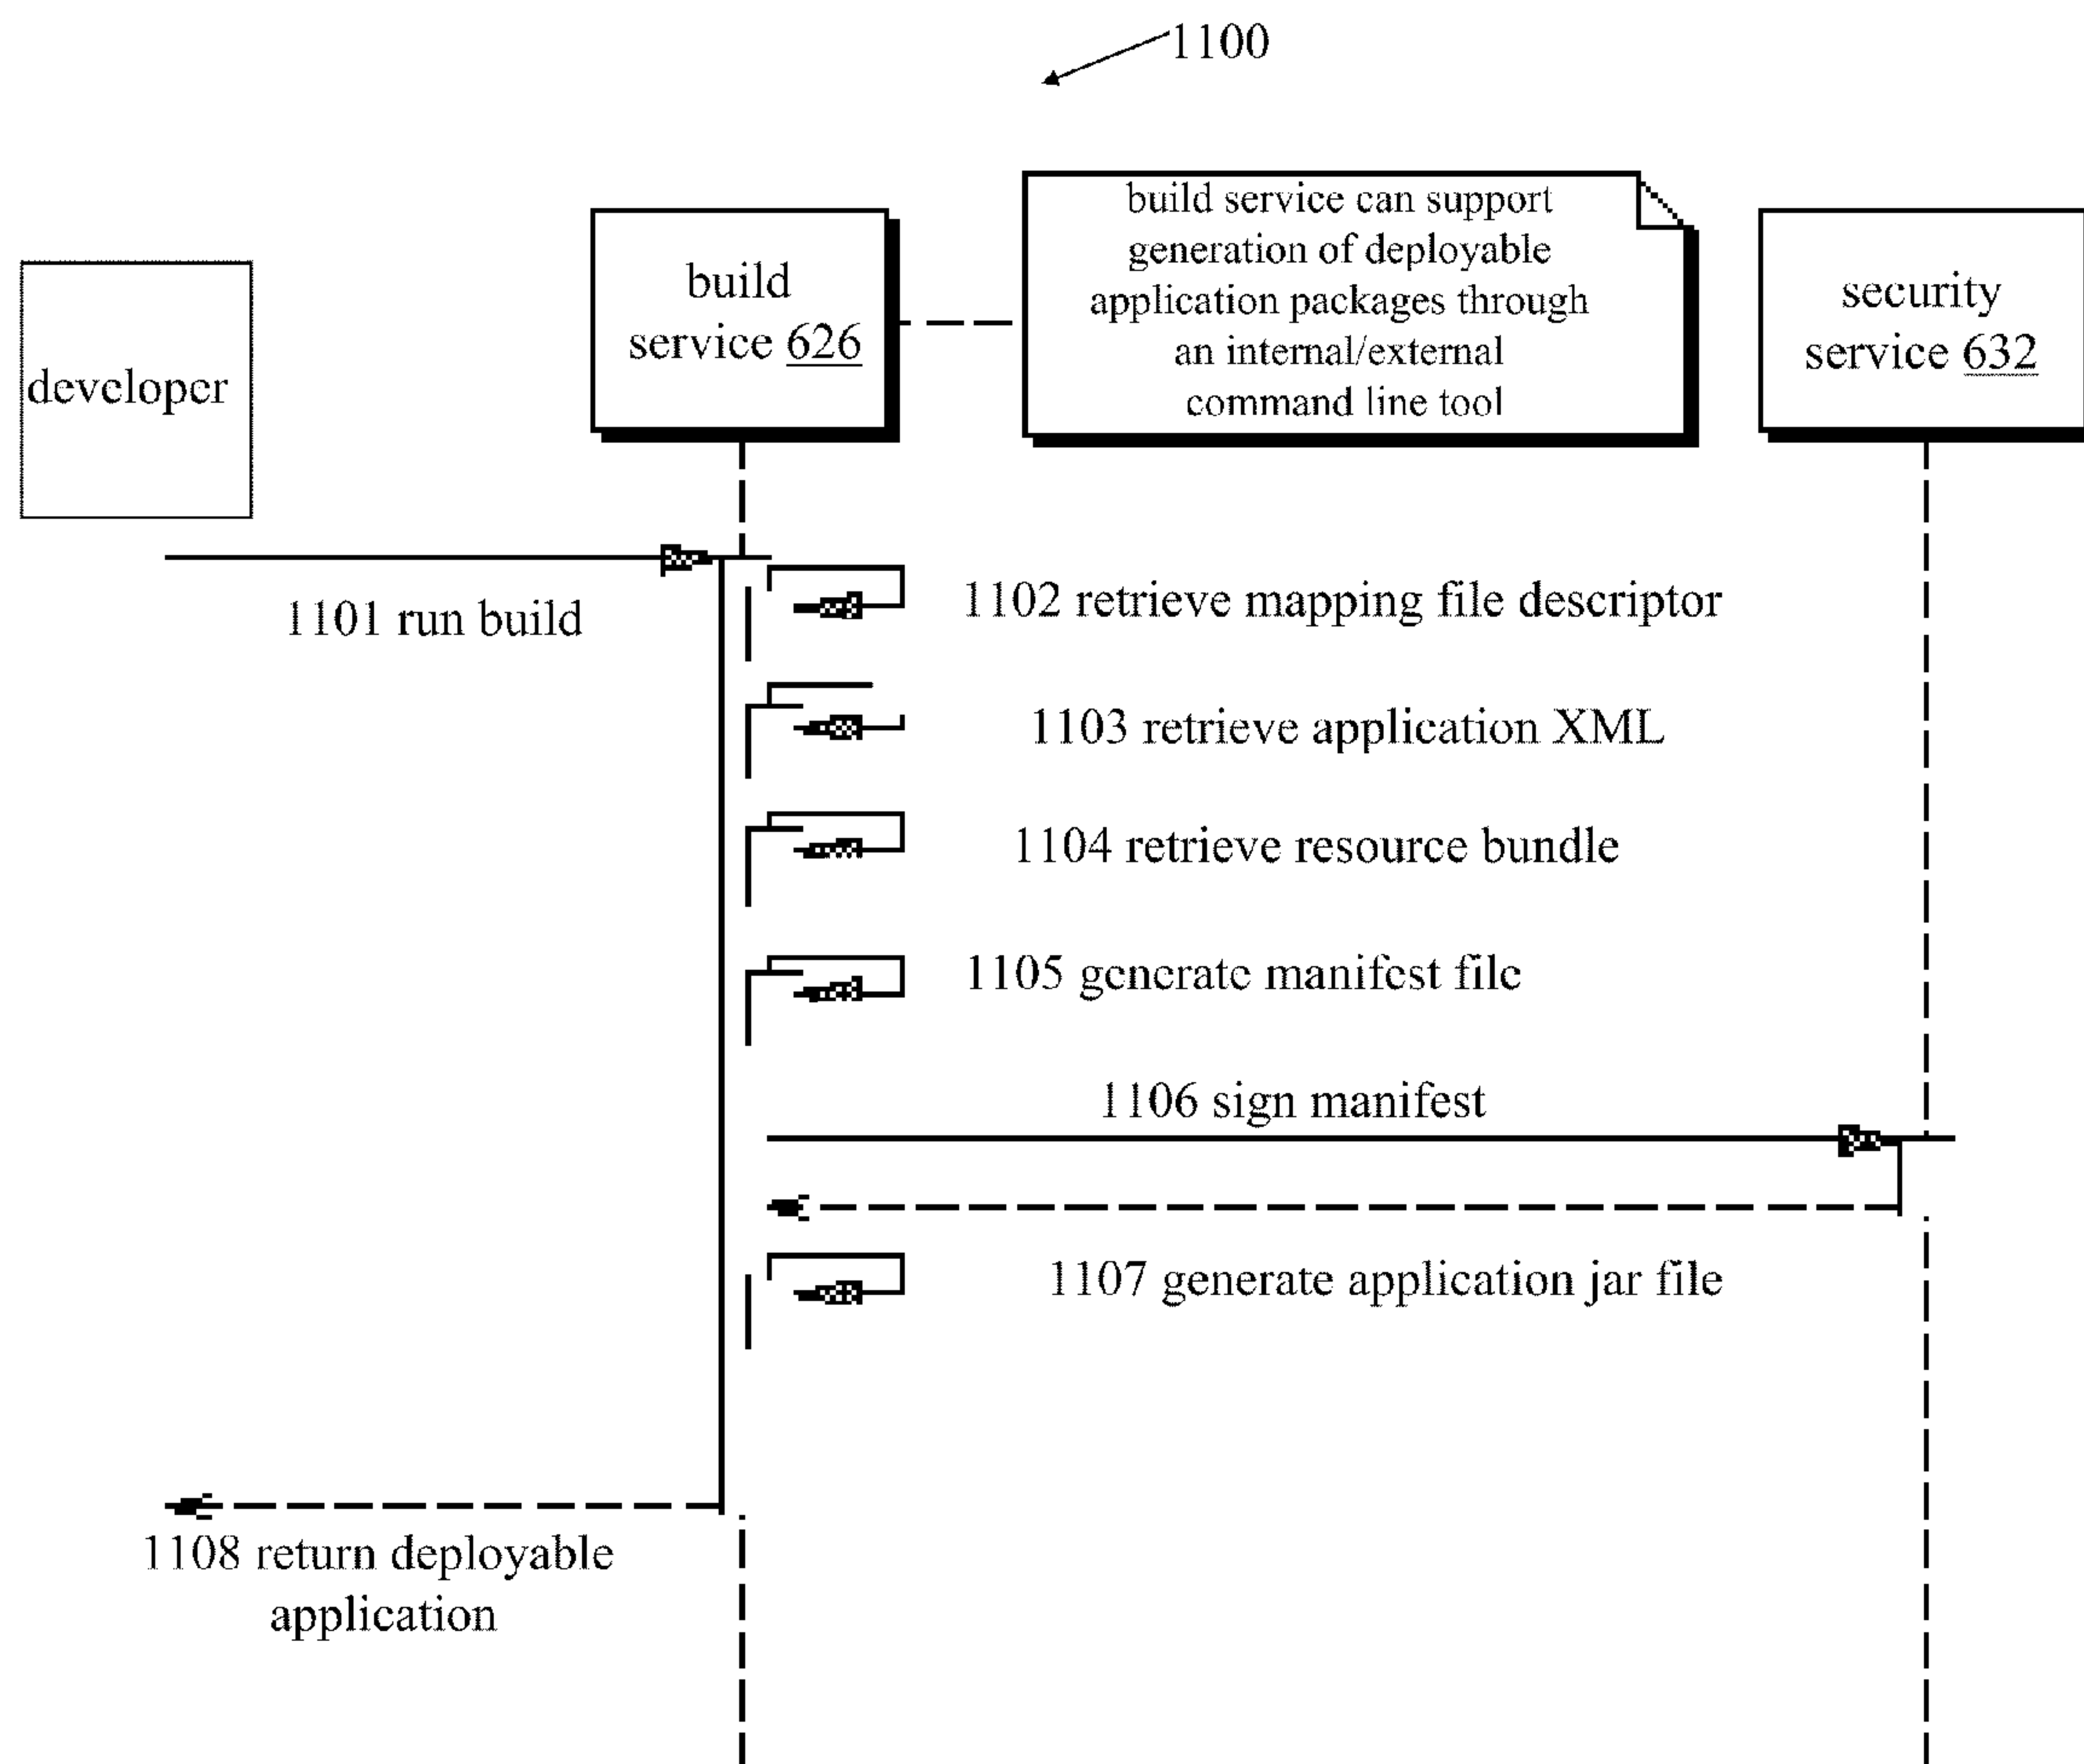 1100
developer
build
service 626
build service can support
generation of deployable
application packages through
an internal/external
command line tool
security
service 632
1101 run build
1102 retrieve mapping file descriptor
1103 retrieve application XML
1104 retrieve resource bundle
1105 generate manifest file
1106 sign manifest
1107 generate application jar file
1108 return deployable
application